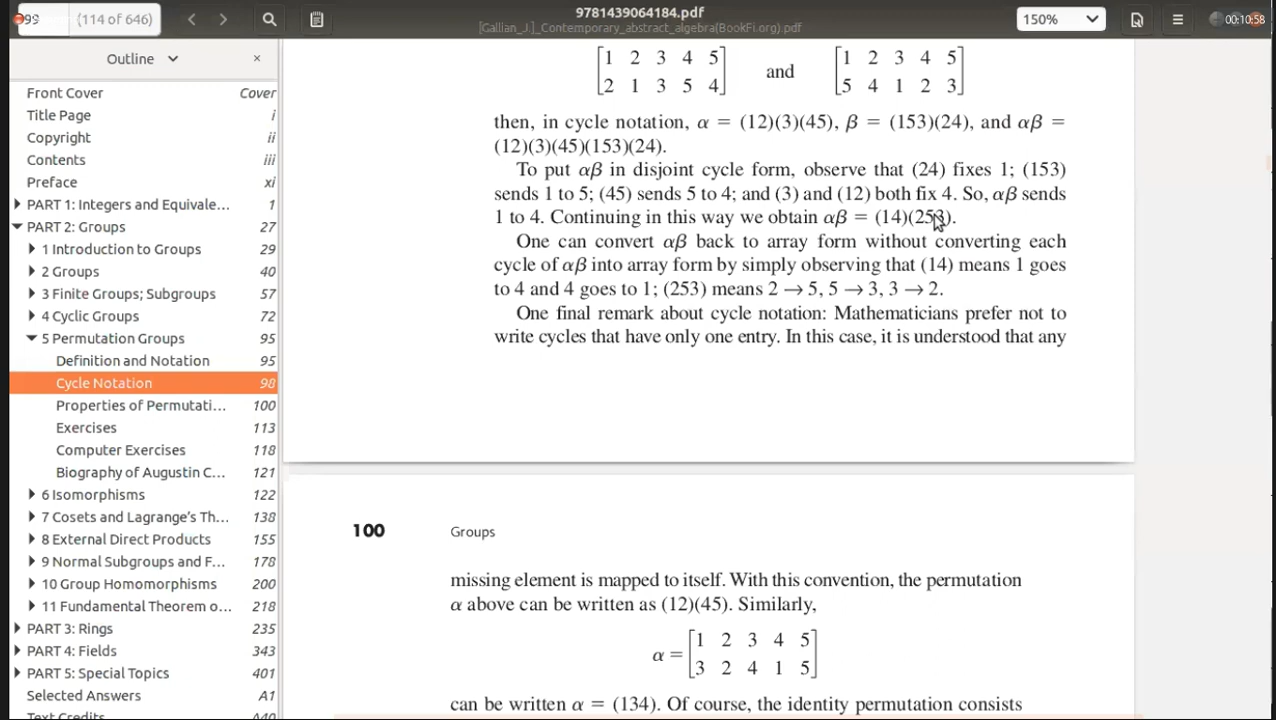 99 (114 of 646)
9781439064184.pdf
[Gallian_J.]_Contemporary_abstract_algebra(BookFi.org).pdf
150%
00:10:58
Outline
Front Cover Cover
Title Page i
Copyright ii
Contents iii
Preface xi
PART 1: Integers and Equivale... 1
PART 2: Groups 27
1 Introduction to Groups 29
2 Groups 40
3 Finite Groups; Subgroups 57
4 Cyclic Groups 72
5 Permutation Groups 95
Definition and Notation 95
Cycle Notation 98
Properties of Permutati... 100
Exercises 113
Computer Exercises 118
Biography of Augustin C... 121
6 Isomorphisms 122
7 Cosets and Lagrange's Th... 138
8 External Direct Products 155
9 Normal Subgroups and F... 178
10 Group Homomorphisms 200
11 Fundamental Theorem o... 218
PART 3: Rings 235
PART 4: Fields 343
PART 5: Special Topics 401
Selected Answers A1
Text Credits A40
[1 2 3 4 5] [1 2 3 4 5]
and
[2 1 3 5 4] [5 4 1 2 3]
then, in cycle notation, α = (12)(3)(45), β = (153)(24), and αβ =
(12)(3)(45)(153)(24).
To put αβ in disjoint cycle form, observe that (24) fixes 1; (153)
sends 1 to 5; (45) sends 5 to 4; and (3) and (12) both fix 4. So, αβ sends
1 to 4. Continuing in this way we obtain αβ = (14)(253).
One can convert αβ back to array form without converting each
cycle of αβ into array form by simply observing that (14) means 1 goes
to 4 and 4 goes to 1; (253) means 2 → 5, 5 → 3, 3 → 2.
One final remark about cycle notation: Mathematicians prefer not to
write cycles that have only one entry. In this case, it is understood that any
100 Groups
missing element is mapped to itself. With this convention, the permutation
α above can be written as (12)(45). Similarly,
α = [1 2 3 4 5]
[3 2 4 1 5]
can be written α = (134). Of course, the identity permutation consists